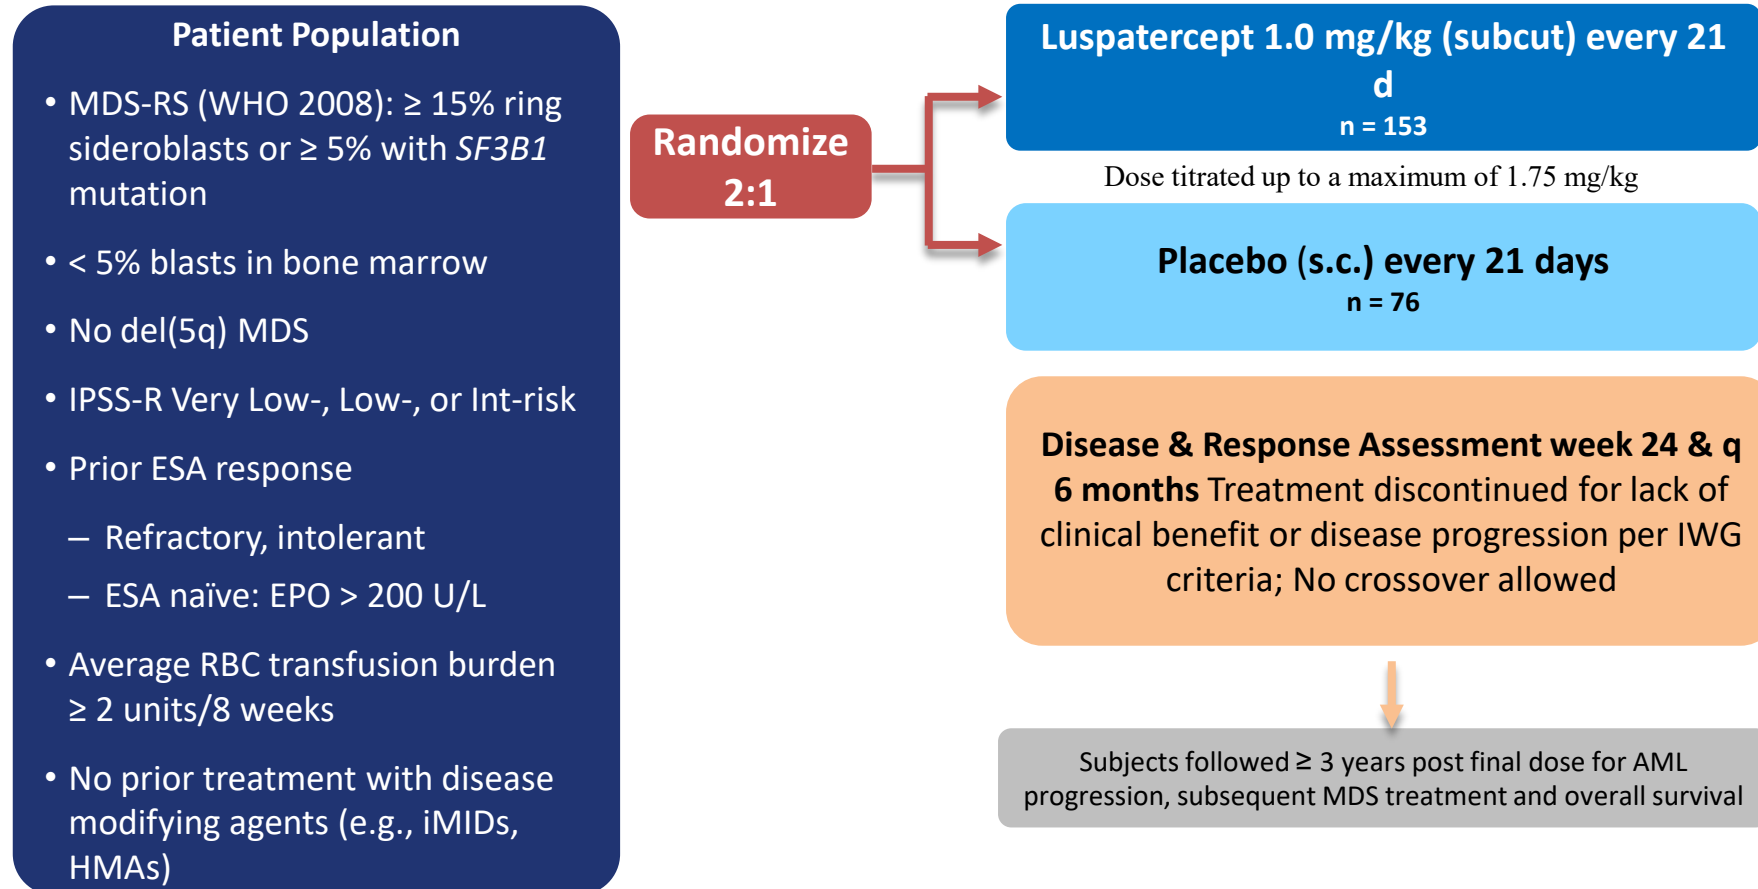 Patient Population
• MDS-RS (WHO 2008): ≥ 15% ring
sideroblasts or ≥ 5% with SF3B1
mutation
• < 5% blasts in bone marrow
• No del(5q) MDS
• IPSS-R Very Low-, Low-, or Int-risk
• Prior ESA response
– Refractory, intolerant
– ESA naïve: EPO > 200 U/L
• Average RBC transfusion burden
≥ 2 units/8 weeks
• No prior treatment with disease
modifying agents (e.g., iMIDs,
HMAs)
Randomize
2:1
Luspatercept 1.0 mg/kg (subcut) every 21
d
n = 153
Dose titrated up to a maximum of 1.75 mg/kg
Placebo (s.c.) every 21 days
n = 76
Disease & Response Assessment week 24 & q
6 months Treatment discontinued for lack of
clinical benefit or disease progression per IWG
criteria; No crossover allowed
Subjects followed ≥ 3 years post final dose for AML
progression, subsequent MDS treatment and overall survival